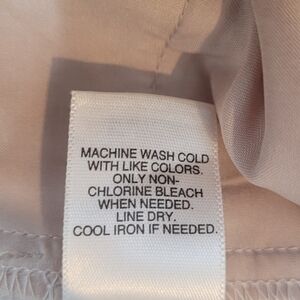 MACHINE WASH COLD
WITH LIKE COLORS.
ONLY NON-
CHLORINE BLEACH
WHEN NEEDED.
LINE DRY.
COOL IRON IF NEEDED.